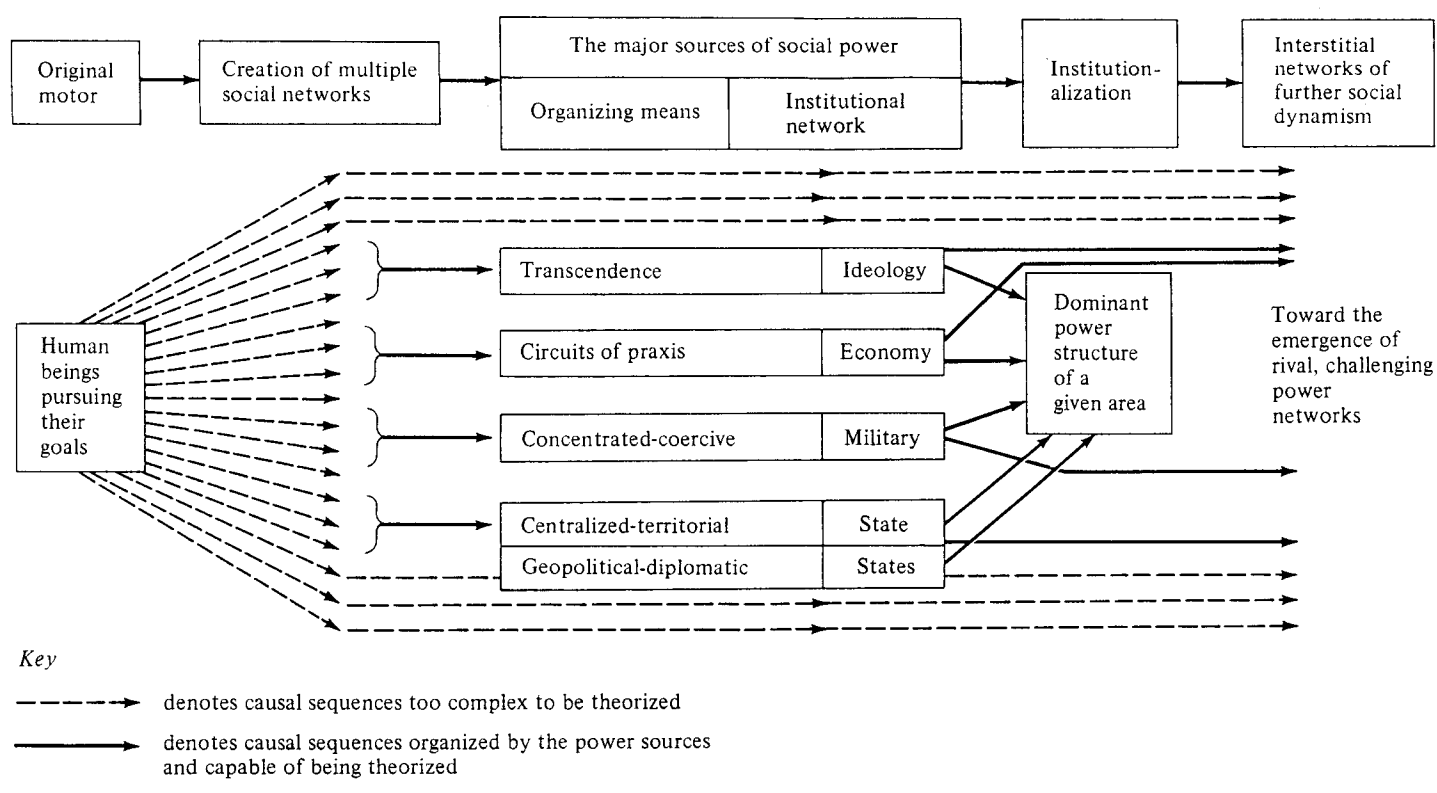 Original
motor
Creation of multiple
social networks
The major sources of social power
Organizing means
Institutional
network
Institution-
alization
Interstitial
networks of
further social
dynamism
Human
beings
pursuing
their
goals
Transcendence
Ideology
Circuits of praxis
Economy
Concentrated-coercive
Military
Centralized-territorial
State
Geopolitical-diplomatic
States
Dominant
power
structure
of a
given area
Toward the
emergence of
rival, challenging
power
networks
Key
denotes causal sequences too complex to be theorized
denotes causal sequences organized by the power sources
and capable of being theorized